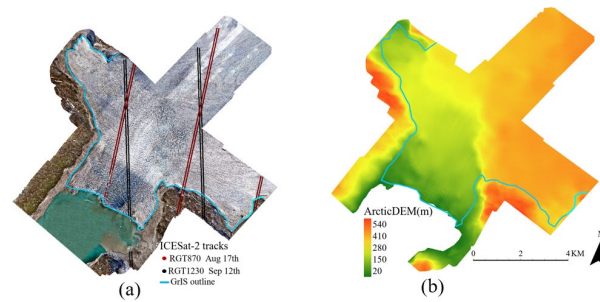 ICESat-2 tracks
RGT870 Aug 17th
RGT1230 Sep 12th
GrIS outline
(a)
ArcticDEM(m)
540
410
280
150
20
0 2 4KM
(b)